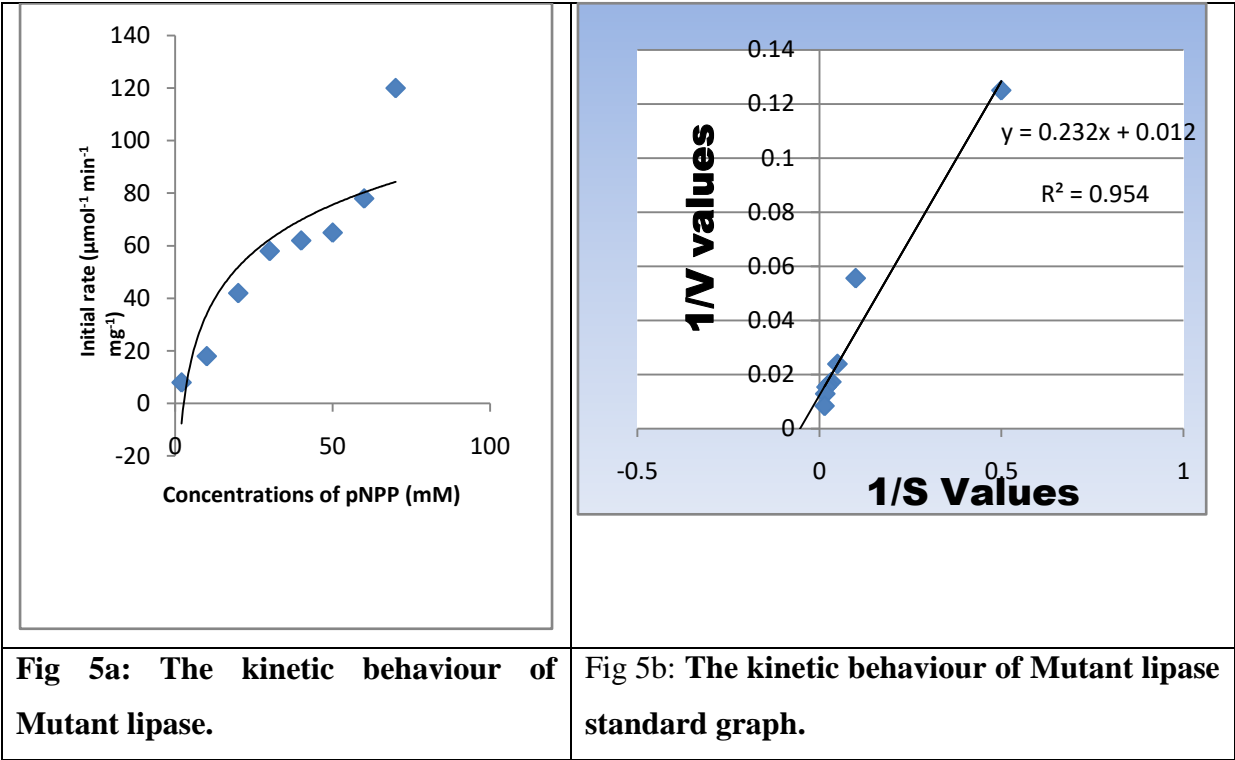 140
120
100
80
60
40
20
0
-20
0
50
100
Initial rate (µmol⁻¹ min⁻¹
mg⁻¹)
Concentrations of pNPP (mM)
0.14
0.12
0.1
0.08
0.06
0.04
0.02
0
-0.5
0
0.5
1
1/V values
y = 0.232x + 0.012
R² = 0.954
1/S Values
Fig 5a: The kinetic behaviour of
Mutant lipase.
Fig 5b: The kinetic behaviour of Mutant lipase
standard graph.